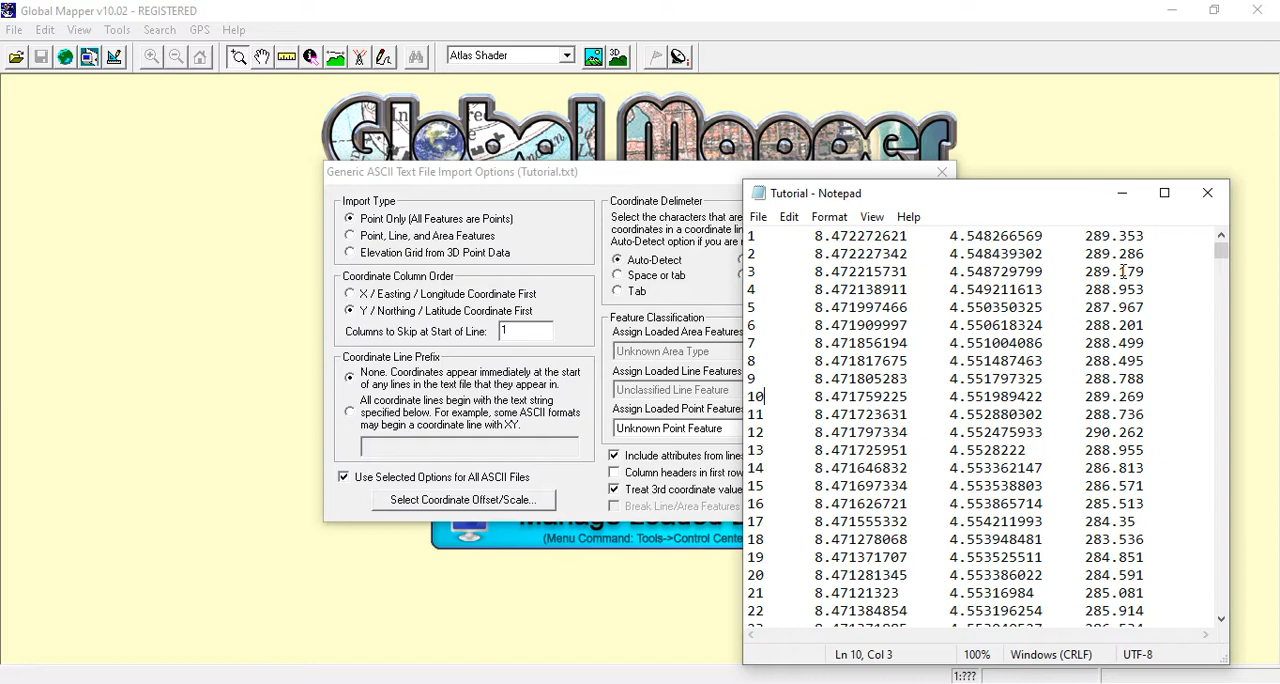 Global Mapper v10.02 - REGISTERED
File Edit View Tools Search GPS Help
Atlas Shader
3D
Global Mapper
Generic ASCII Text File Import Options (Tutorial.txt)
Import Type
Point Only (All Features are Points)
Point, Line, and Area Features
Elevation Grid from 3D Point Data
Coordinate Column Order
X / Easting / Longitude Coordinate First
Y / Northing / Latitude Coordinate First
Columns to Skip at Start of Line: 1
Coordinate Line Prefix
None. Coordinates appear immediately at the start
of any lines in the text file that they appear in.
All coordinate lines begin with the text string
specified below. For example, some ASCII formats
may begin a coordinate line with XY.
Use Selected Options for All ASCII Files
Select Coordinate Offset/Scale...
Coordinate Delimeter
Select the characters that are
coordinates in a coordinate
Auto-Detect option if you are
Auto-Detect
Space or tab
Tab
Feature Classification
Assign Loaded Area Features
Unknown Area Type
Assign Loaded Line Features
Unclassified Line Feature
Assign Loaded Point Features
Unknown Point Feature
Include attributes from lines
Column headers in first row
Treat 3rd coordinate value
Break Line/Area Features
(Menu Command: Tools->Control Cente
Tutorial - Notepad
File Edit Format View Help
1 8.472272621 4.548266569 289.353
2 8.472227342 4.548439302 289.286
3 8.472215731 4.548729799 289.179
4 8.472138911 4.549211613 288.953
5 8.471997466 4.550350325 287.967
6 8.471909997 4.550618324 288.201
7 8.471856194 4.551004086 288.499
8 8.471817675 4.551487463 288.495
9 8.471805283 4.551797325 288.788
10 8.471759225 4.551989422 289.269
11 8.471723631 4.552880302 288.736
12 8.471797334 4.552475933 290.262
13 8.471725951 4.5528222 288.955
14 8.471646832 4.553362147 286.813
15 8.471697334 4.553538803 286.571
16 8.471626721 4.553865714 285.513
17 8.471555332 4.554211993 284.35
18 8.471278068 4.553948481 283.536
19 8.471371707 4.553525511 284.851
20 8.471281345 4.553386022 284.591
21 8.47121323 4.55316984 285.081
22 8.471384854 4.553196254 285.914
Ln 10, Col 3 100% Windows (CRLF) UTF-8
1:???